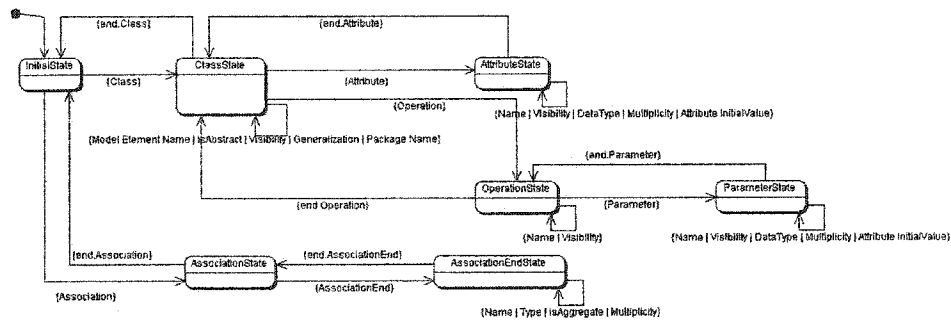 {end.Class}
{end.Attribute}
InitialState
ClassState
AttributeState
{Class}
{Attribute}
{Operation}
{Name | Visibility | DataType | Multiplicity | Attribute InitialValue}
{Model Element Name | isAbstract | Visibility | Generalization | Package Name}
{end.Parameter}
OperationState
ParameterState
{end Operation}
{Parameter}
{Name | Visibility}
{Name | Visibility | DataType | Multiplicity | Attribute InitialValue}
{end.Association}
AssociationState
{end.AssociationEnd}
AssociationEndState
{Association}
{AssociationEnd}
{Name | Type | isAggregate | Multiplicity}